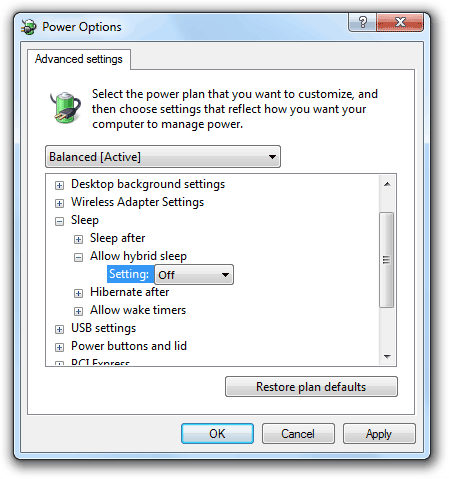 Power Options
Advanced settings
Select the power plan that you want to customize, and
then choose settings that reflect how you want your
computer to manage power.
Balanced [Active]
Desktop background settings
Wireless Adapter Settings
Sleep
Sleep after
Allow hybrid sleep
Setting: Off
Hibernate after
Allow wake timers
USB settings
Power buttons and lid
PCI Express
Restore plan defaults
OK Cancel Apply